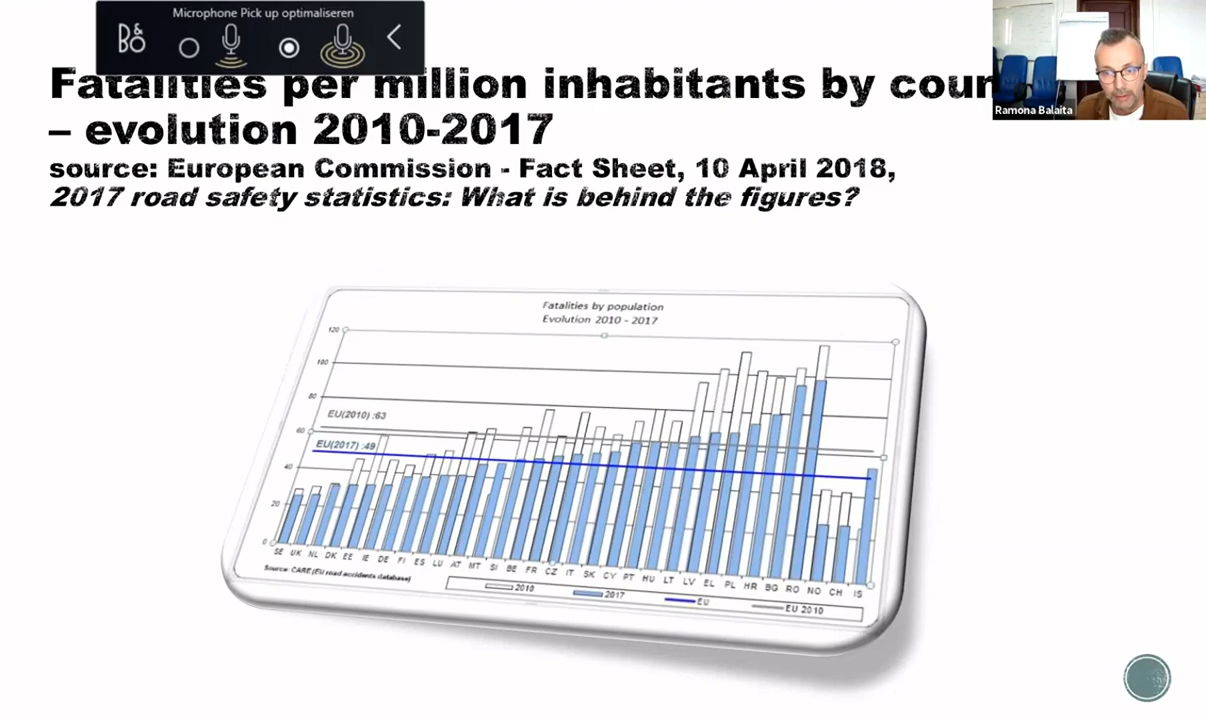 Microphone Pick up optimaliseren
B&O
Fatalities per million inhabitants by coun
– evolution 2010-2017
source: European Commission - Fact Sheet, 10 April 2018,
2017 road safety statistics: What is behind the figures?
Ramona Balaita
Fatalities by population
Evolution 2010 - 2017
120
100
80
EU(2010) :63
60
EU(2017) :49
40
20
0
SE UK NL DK EE IE DE FI ES LU AT MT SI BE FR CZ IT SK CY PT HU LT LV EL PL HR BG RO NO CH IS
Source: CARE (EU road accidents database)
2010 2017 EU EU 2010